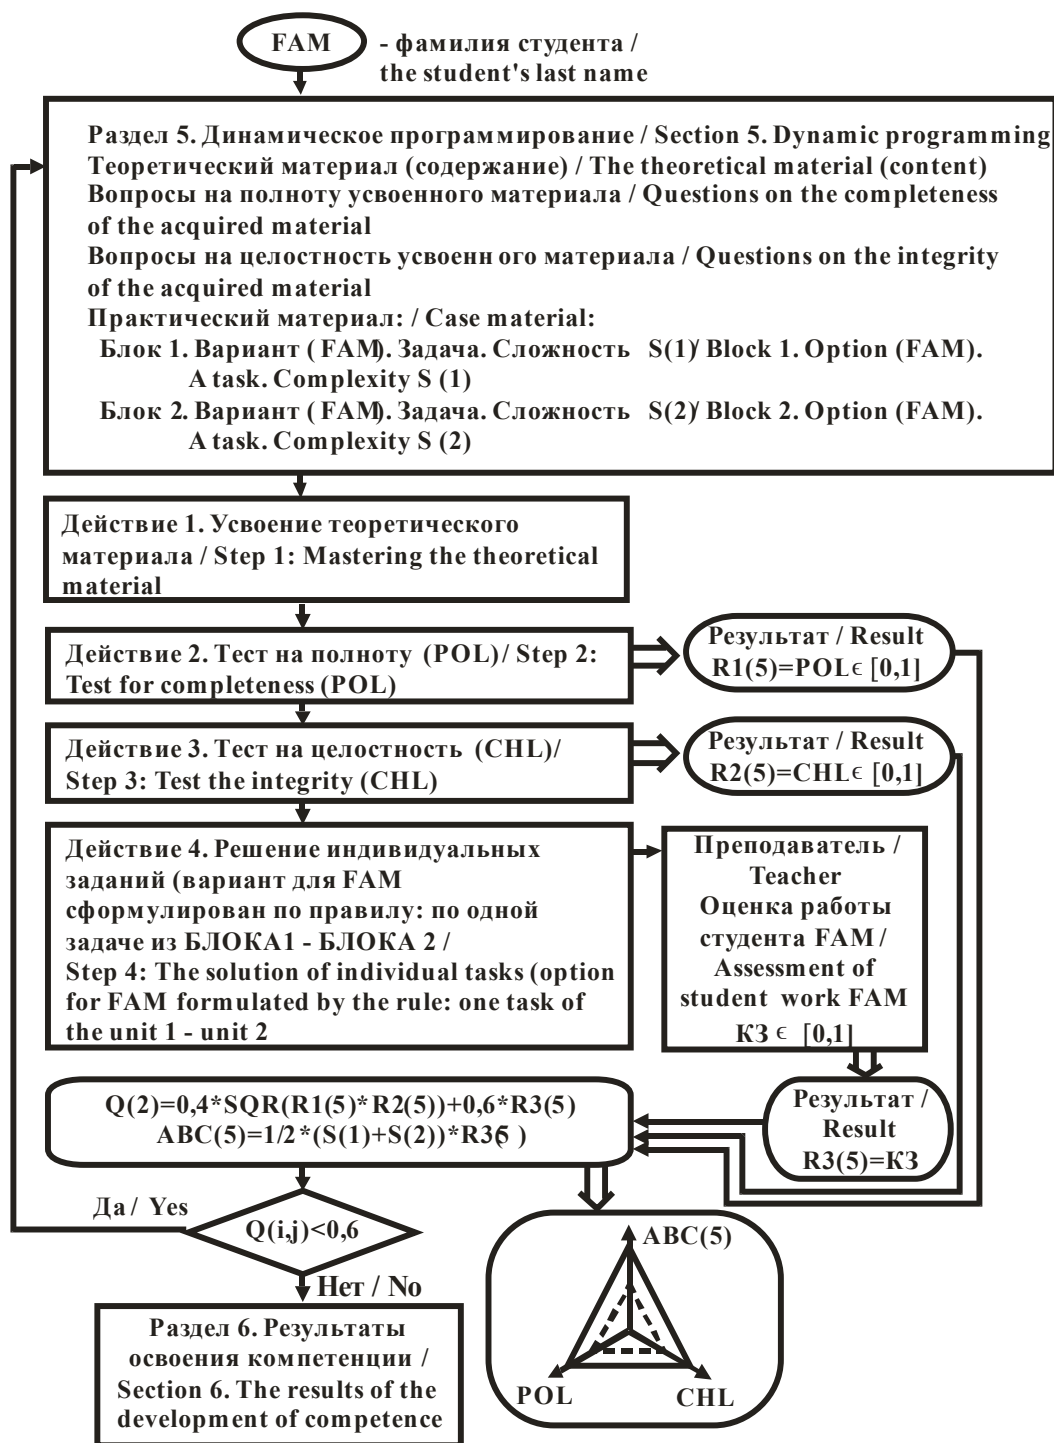 FAM
- фамилия студента /
the student's last name
Раздел 5. Динамическое программирование / Section 5. Dynamic programming
Теоретический материал (содержание) / The theoretical material (content)
Вопросы на полноту усвоенного материала / Questions on the completeness
of the acquired material
Вопросы на целостность усвоенн ого материала / Questions on the integrity
of the acquired material
Практический материал: / Case material:
Блок 1. Вариант ( FAM). Задача. Сложность S(1)/ Block 1. Option (FAM).
A task. Complexity S (1)
Блок 2. Вариант ( FAM). Задача. Сложность S(2)/ Block 2. Option (FAM).
A task. Complexity S (2)
Действие 1. Усвоение теоретического
материала / Step 1: Mastering the theoretical
material
Действие 2. Тест на полноту (POL) / Step 2:
Test for completeness (POL)
Результат / Result
R1(5)=POL∈ [0,1]
Действие 3. Тест на целостность (CHL)/
Step 3: Test the integrity (CHL)
Результат / Result
R2(5)=CHL∈ [0,1]
Действие 4. Решение индивидуальных
заданий (вариант для FAM
сформулирован по правилу: по одной
задаче из БЛОКА1 - БЛОКА 2 /
Step 4: The solution of individual tasks (option
for FAM formulated by the rule: one task of
the unit 1 - unit 2
Преподаватель /
Teacher
Оценка работы
студента FAM /
Assessment of
student work FAM
КЗ ∈ [0,1]
Q(2)=0,4*SQR(R1(5)*R2(5))+0,6*R3(5)
ABC(5)=1/2*(S(1)+S(2))*R3(5 )
Результат /
Result
R3(5)=КЗ
Да / Yes
Q(i,j)<0,6
Нет / No
Раздел 6. Результаты
освоения компетенции /
Section 6. The results of the
development of competence
ABC(5)
POL
CHL